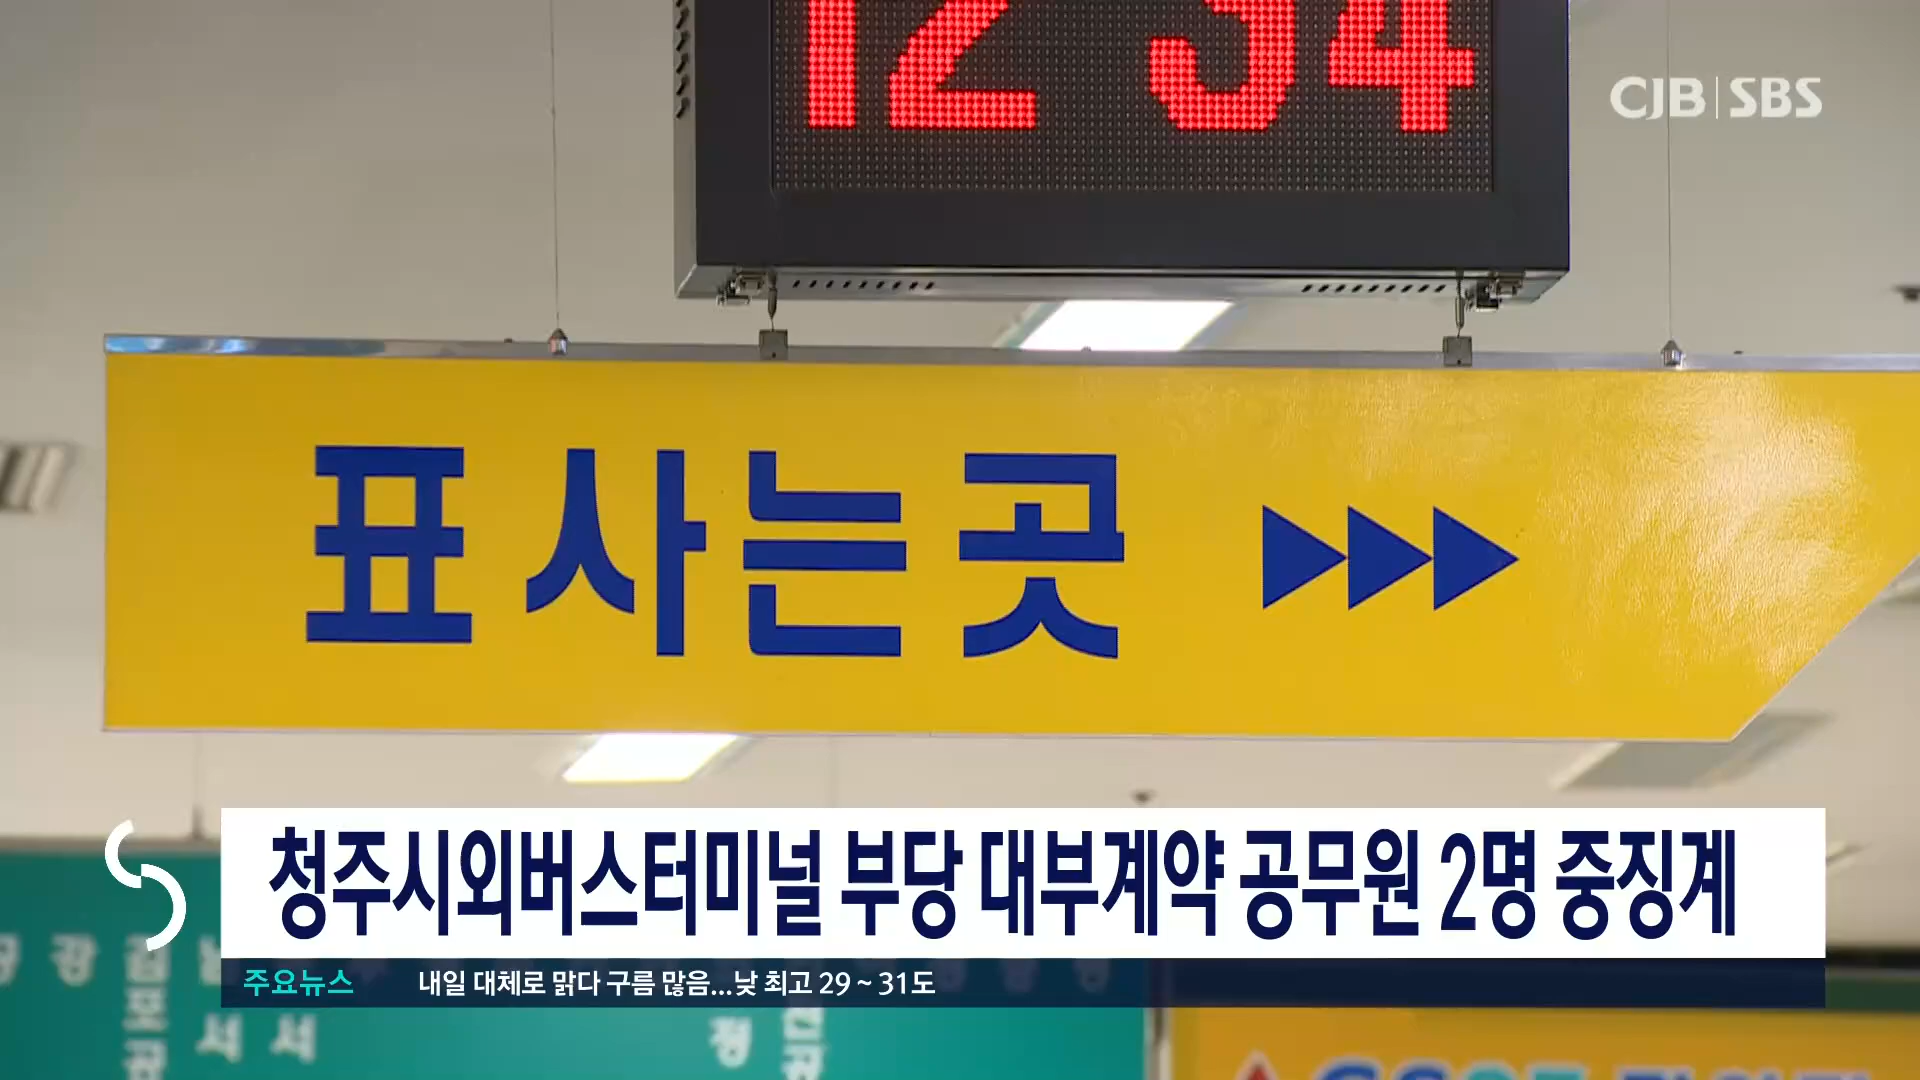 12 34
CJB SBS
표 사는곳 ▶▶▶
청주시외버스터미널 부당 대부계약 공무원 2명 중징계
주요뉴스 내일 대체로 맑다 구름 많음...낮 최고 29 ~ 31도